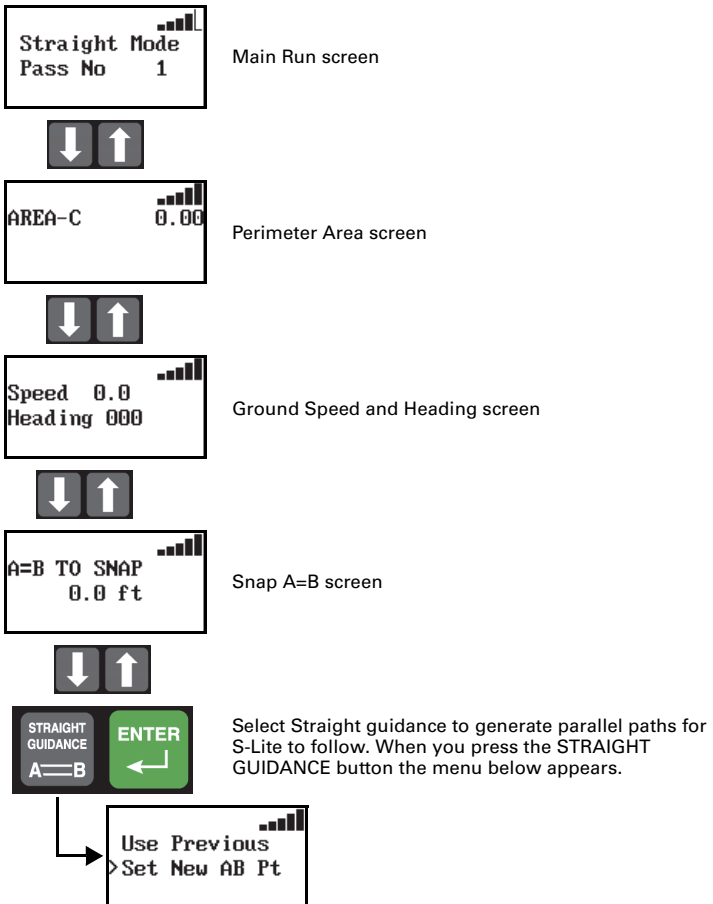 Straight Mode
Pass No 1
Main Run screen
AREA-C 0.00
Perimeter Area screen
Speed 0.0
Heading 000
Ground Speed and Heading screen
A=B TO SNAP
0.0 ft
Snap A=B screen
STRAIGHT
GUIDANCE
A B
ENTER
Select Straight guidance to generate parallel paths for
S-Lite to follow. When you press the STRAIGHT
GUIDANCE button the menu below appears.
Use Previous
>Set New AB Pt